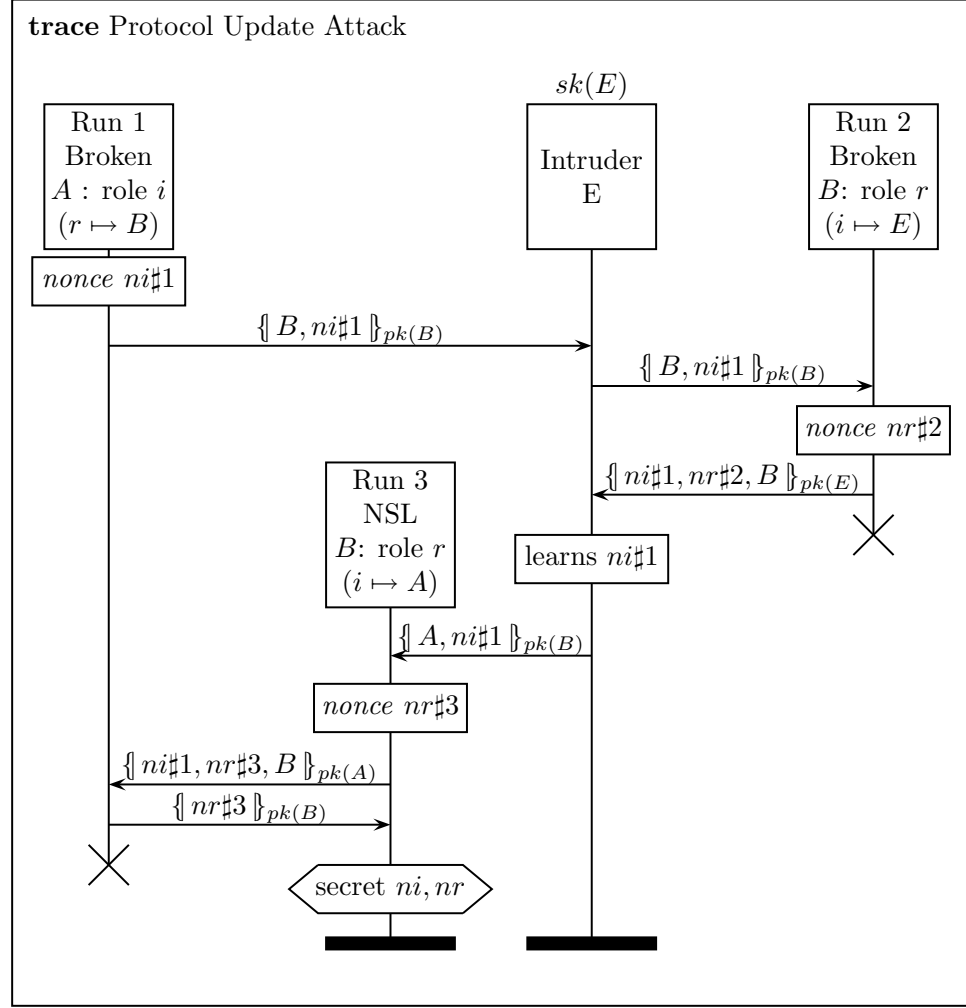 trace Protocol Update Attack
sk(E)
Run 1
Broken
A : role i
(r ↦ B)
Intruder
E
Run 2
Broken
B: role r
(i ↦ E)
nonce ni♯1
{| B, ni♯1 |}pk(B)
{| B, ni♯1 |}pk(B)
nonce nr♯2
{| ni♯1, nr♯2, B |}pk(E)
Run 3
NSL
B: role r
(i ↦ A)
learns ni♯1
{| A, ni♯1 |}pk(B)
nonce nr♯3
{| ni♯1, nr♯3, B |}pk(A)
{| nr♯3 |}pk(B)
secret ni, nr